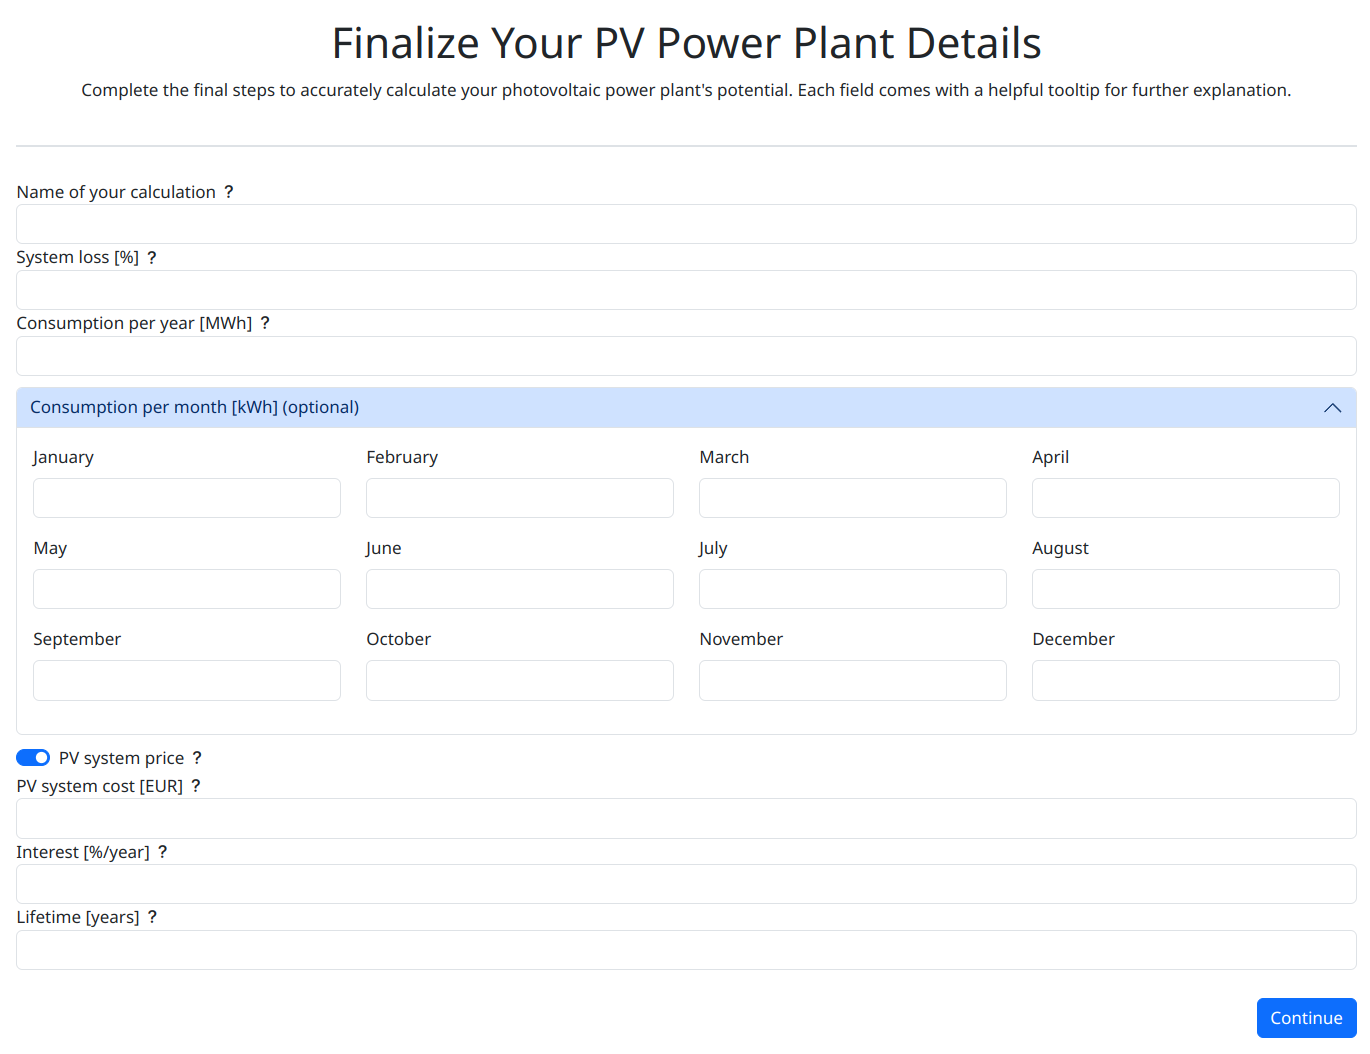 Finalize Your PV Power Plant Details
Complete the final steps to accurately calculate your photovoltaic power plant's potential. Each field comes with a helpful tooltip for further explanation.
Name of your calculation ?
System loss [%] ?
Consumption per year [MWh] ?
Consumption per month [kWh] (optional)
January February March April
May June July August
September October November December
PV system price ?
PV system cost [EUR] ?
Interest [%/year] ?
Lifetime [years] ?
Continue